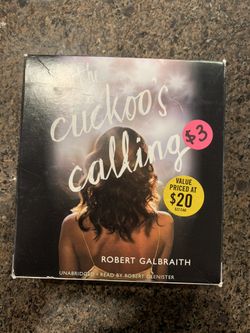 the
cuckoo's
calling
$3
VALUE
PRICED AT
$20
ROBERT GALBRAITH
UNABRIDGED • READ BY ROBERT GLENISTER